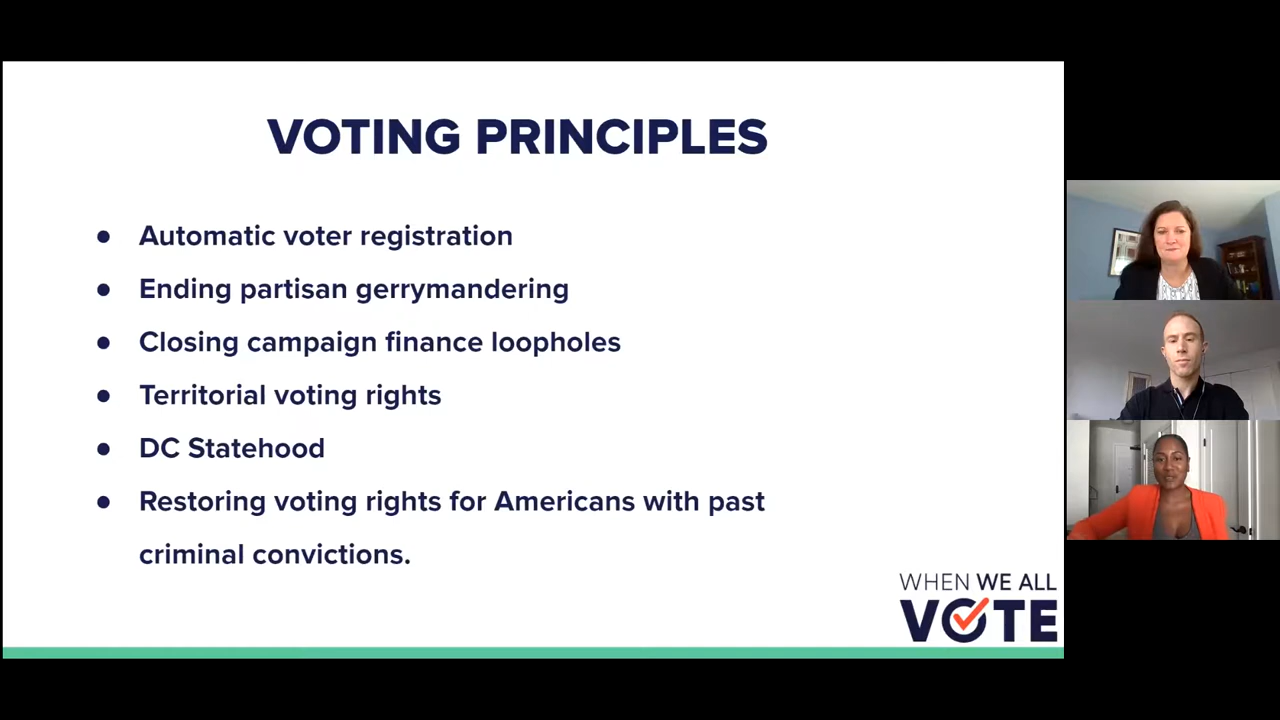 VOTING PRINCIPLES
● Automatic voter registration
● Ending partisan gerrymandering
● Closing campaign finance loopholes
● Territorial voting rights
● DC Statehood
● Restoring voting rights for Americans with past
criminal convictions.
WHEN WE ALL
VOTE